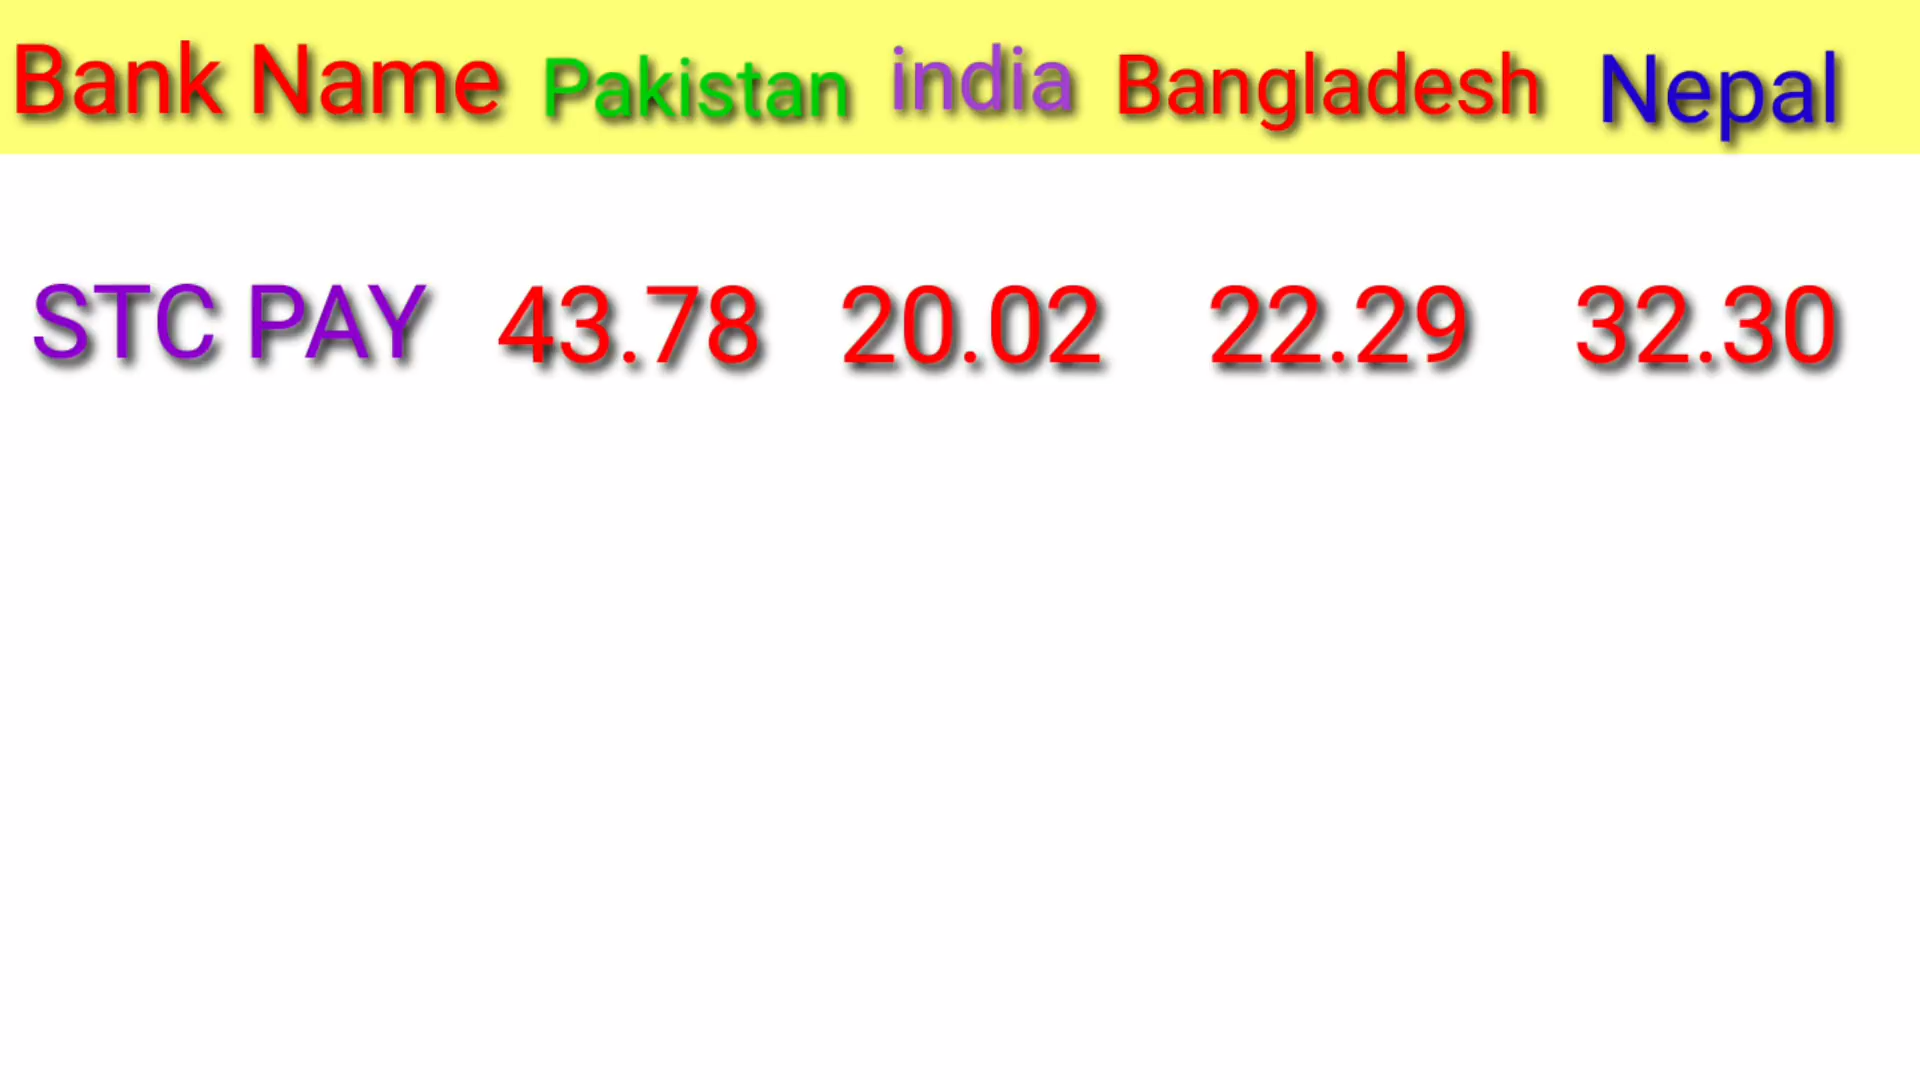 Bank Name Pakistan india Bangladesh Nepal
STC PAY 43.78 20.02 22.29 32.30